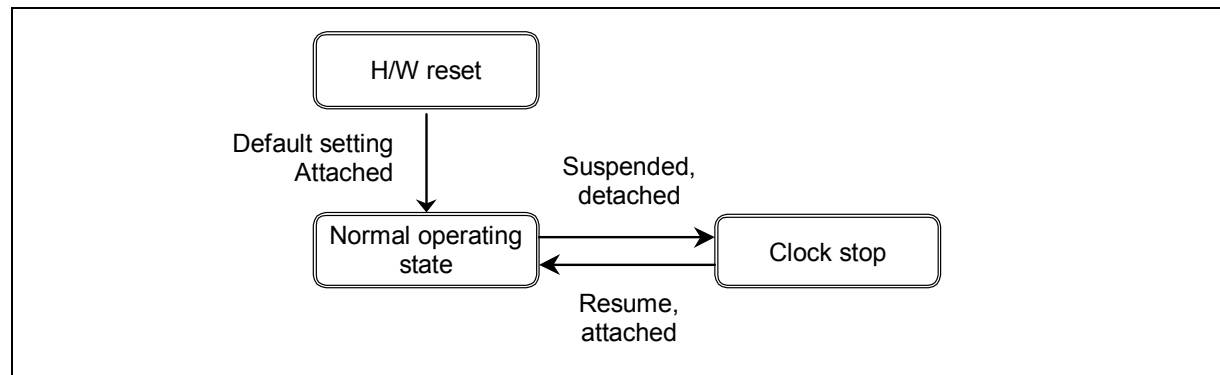 H/W reset
Default setting
Attached
Suspended,
detached
Normal operating
state
Clock stop
Resume,
attached